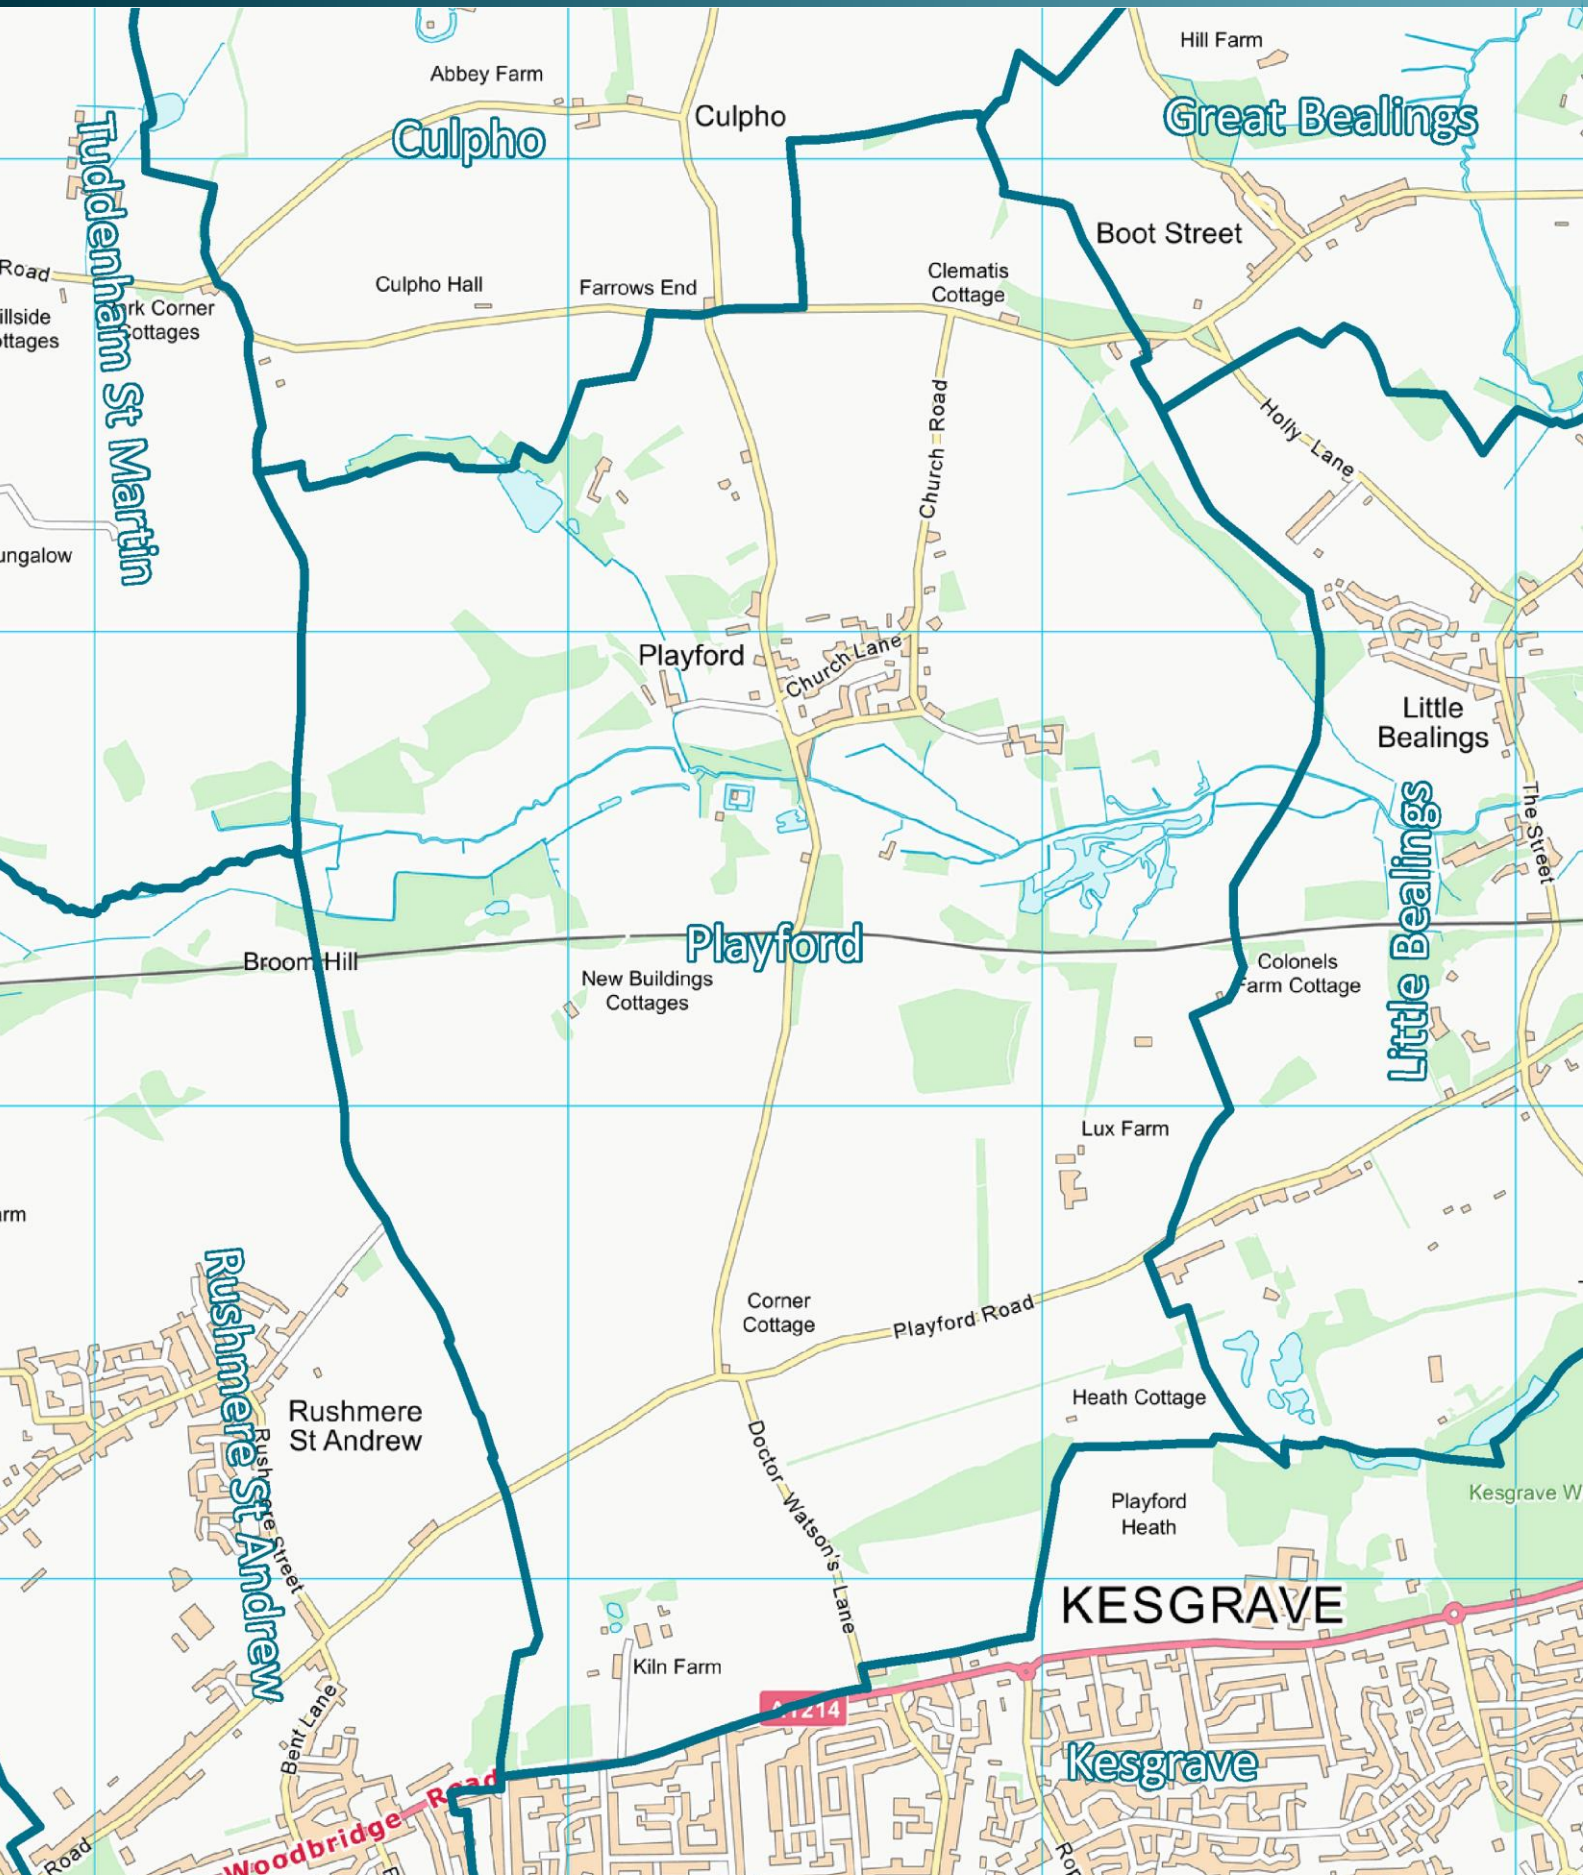 Hill Farm
Abbey Farm
Culpho
Great Bealings
Culpho
Tuddenham St Martin
Boot Street
Road
Clematis
Cottage
Culpho Hall
Farrows End
Corner
Cottages
Church Road
Holly Lane
Playford
Church Lane
Little
Bealings
The Street
Little Bealings
Playford
Broom Hill
New Buildings
Cottages
Colonels
Farm Cottage
Lux Farm
Rushmere St Andrew
Corner
Cottage
Playford Road
Heath Cottage
Rushmere
St Andrew
Rushmere Street
Doctor Watson's Lane
Playford
Heath
Kesgrave W
KESGRAVE
Kiln Farm
Bent Lane
A1214
Kesgrave
Woodbridge Road
Road